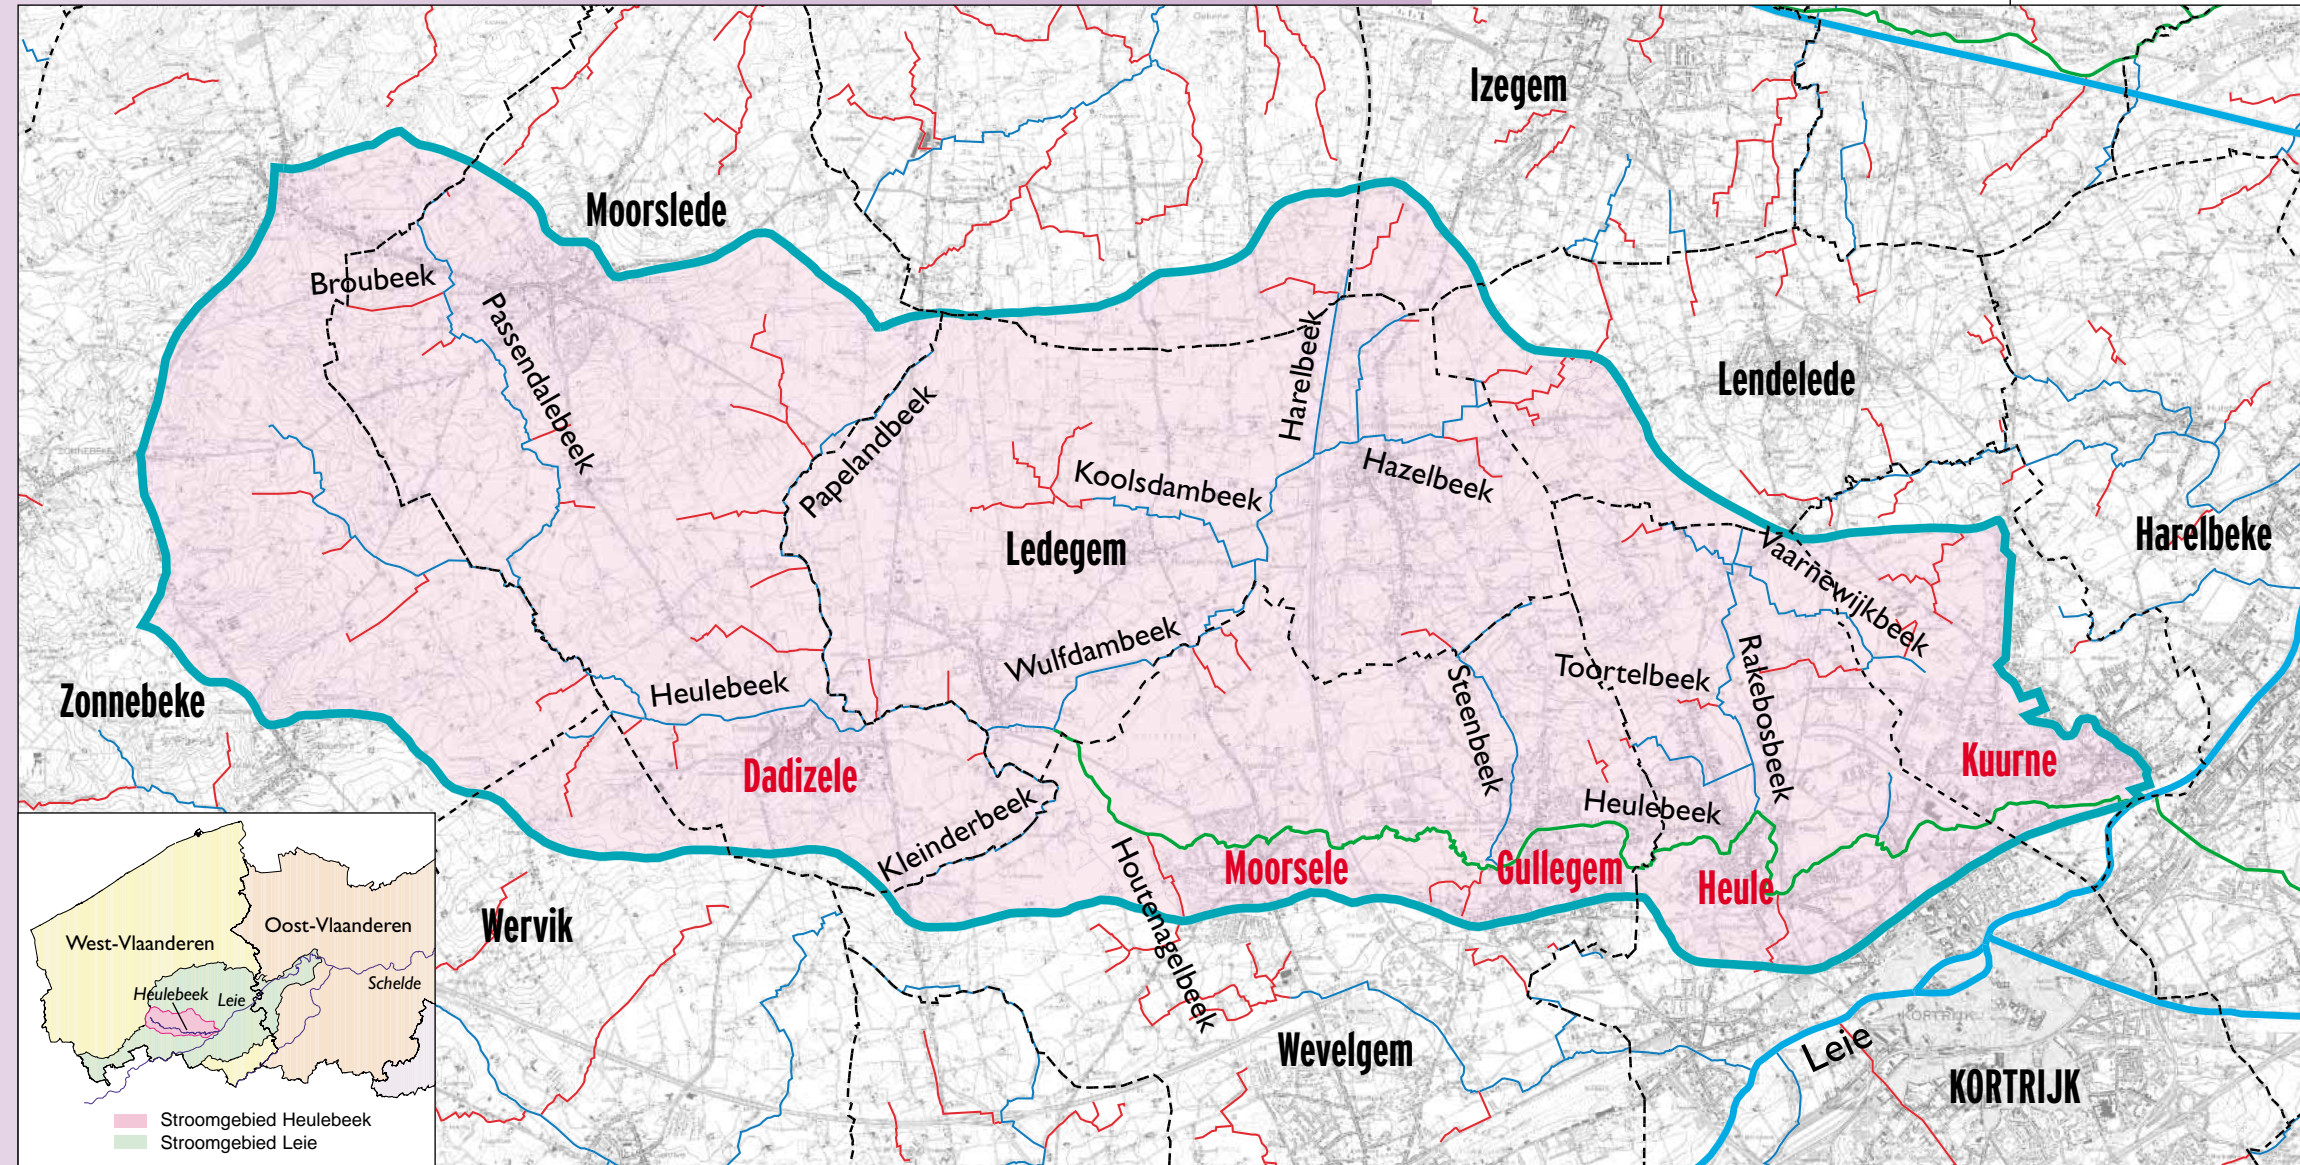 Izegem
Moorslede
Broubeek
Passendalebeek
Harelbeek
Lendelede
Papelandbeek
Koolsdambeek
Hazelbeek
Ledegem
Harelbeke
Vaarnewijkbeek
Wulfdambeek
Zonnebeke
Heulebeek
Steenbeek
Toortelbeek
Rakebosbeek
Dadizele
Kuurne
Heulebeek
Kleinderbeek
Houtenagelbeek
Moorsele
Gullegem
Heule
Wervik
Wevelgem
Leie
KORTRIJK
KORTRIJK
ZONNEBEKE
West-Vlaanderen
Oost-Vlaanderen
Heulebeek
Leie
Schelde
Stroomgebied Heulebeek
Stroomgebied Leie